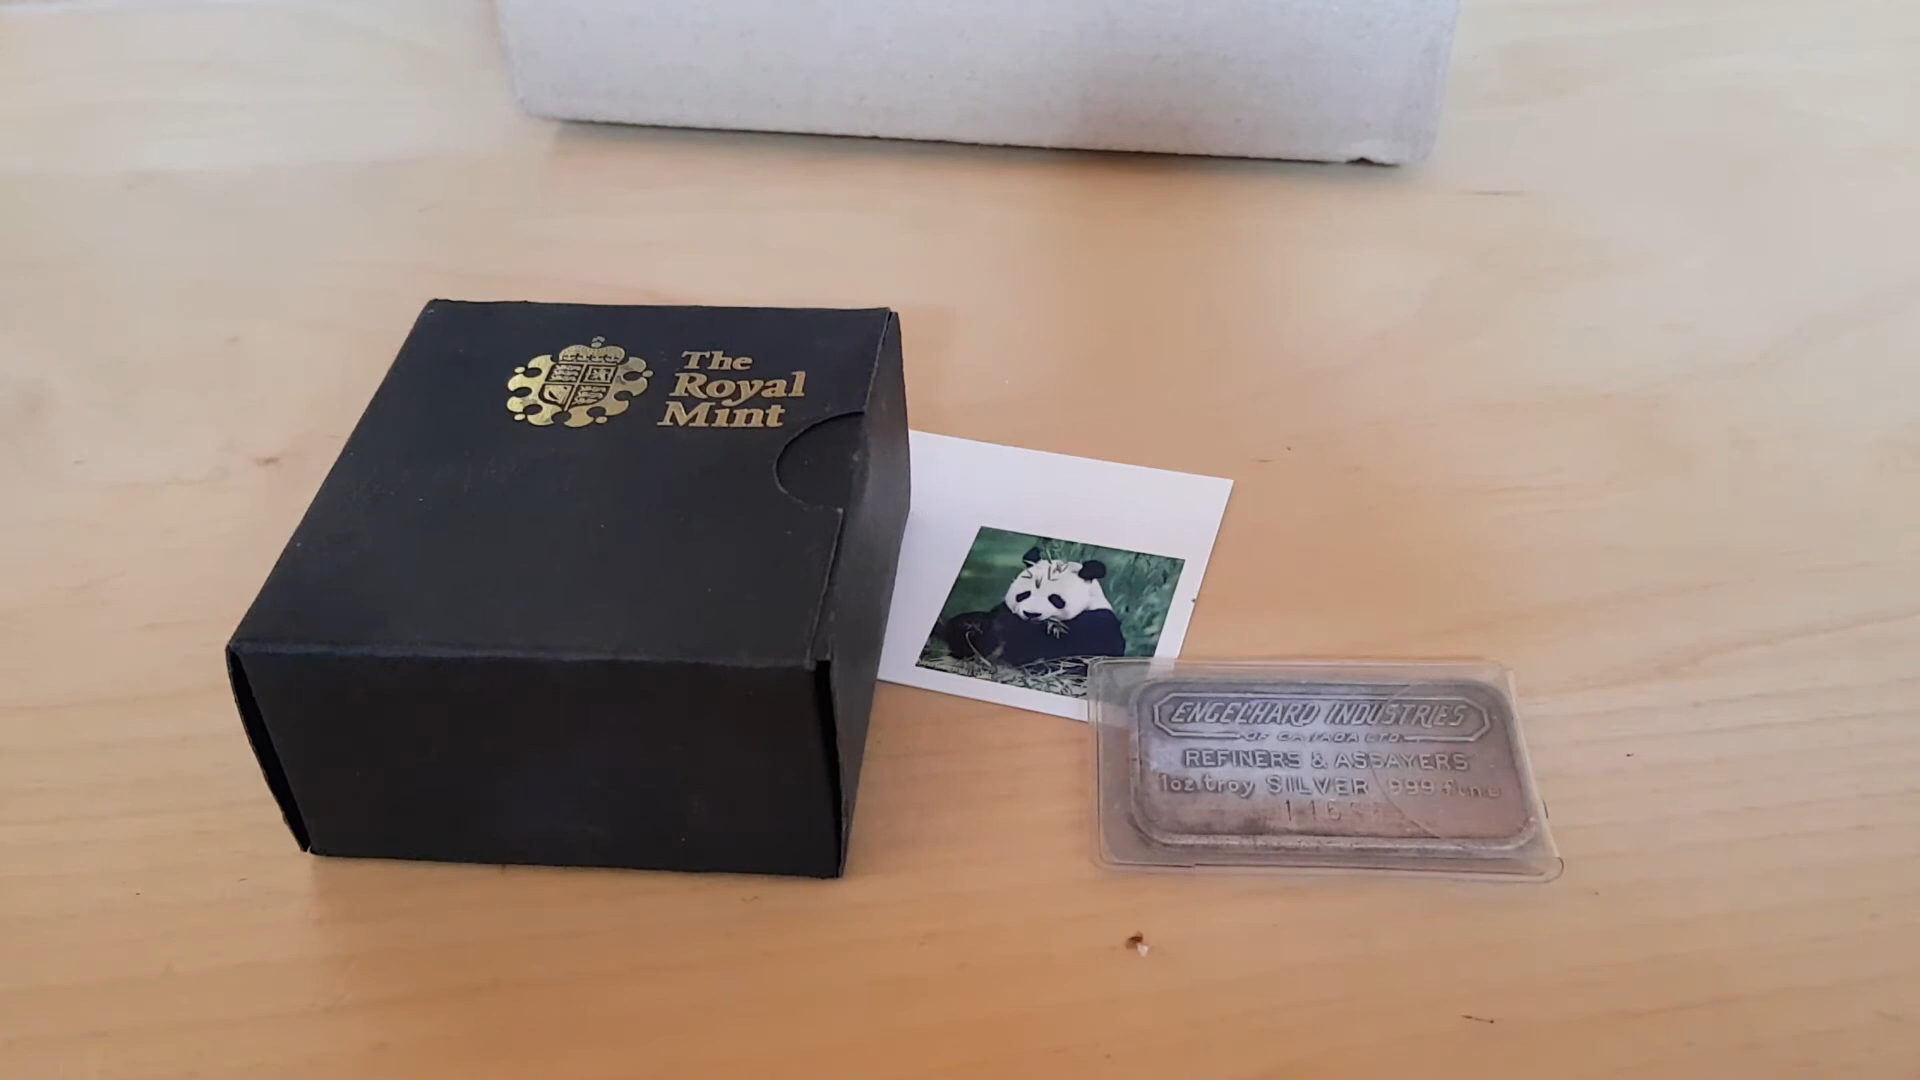 The
Royal
Mint
ENGELHARD INDUSTRIES
OF CANADA LTD.
REFINERS & ASSAYERS
1oz troy SILVER 999 fine